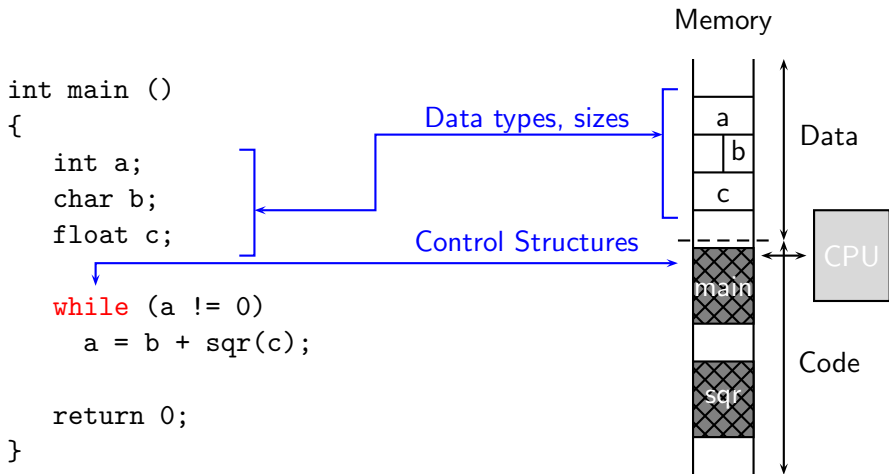 Memory
int main ()
{
int a;
char b;
float c;
while (a != 0)
a = b + sqr(c);
return 0;
}
Data types, sizes
Control Structures
a
b
c
main
sqr
Data
CPU
Code